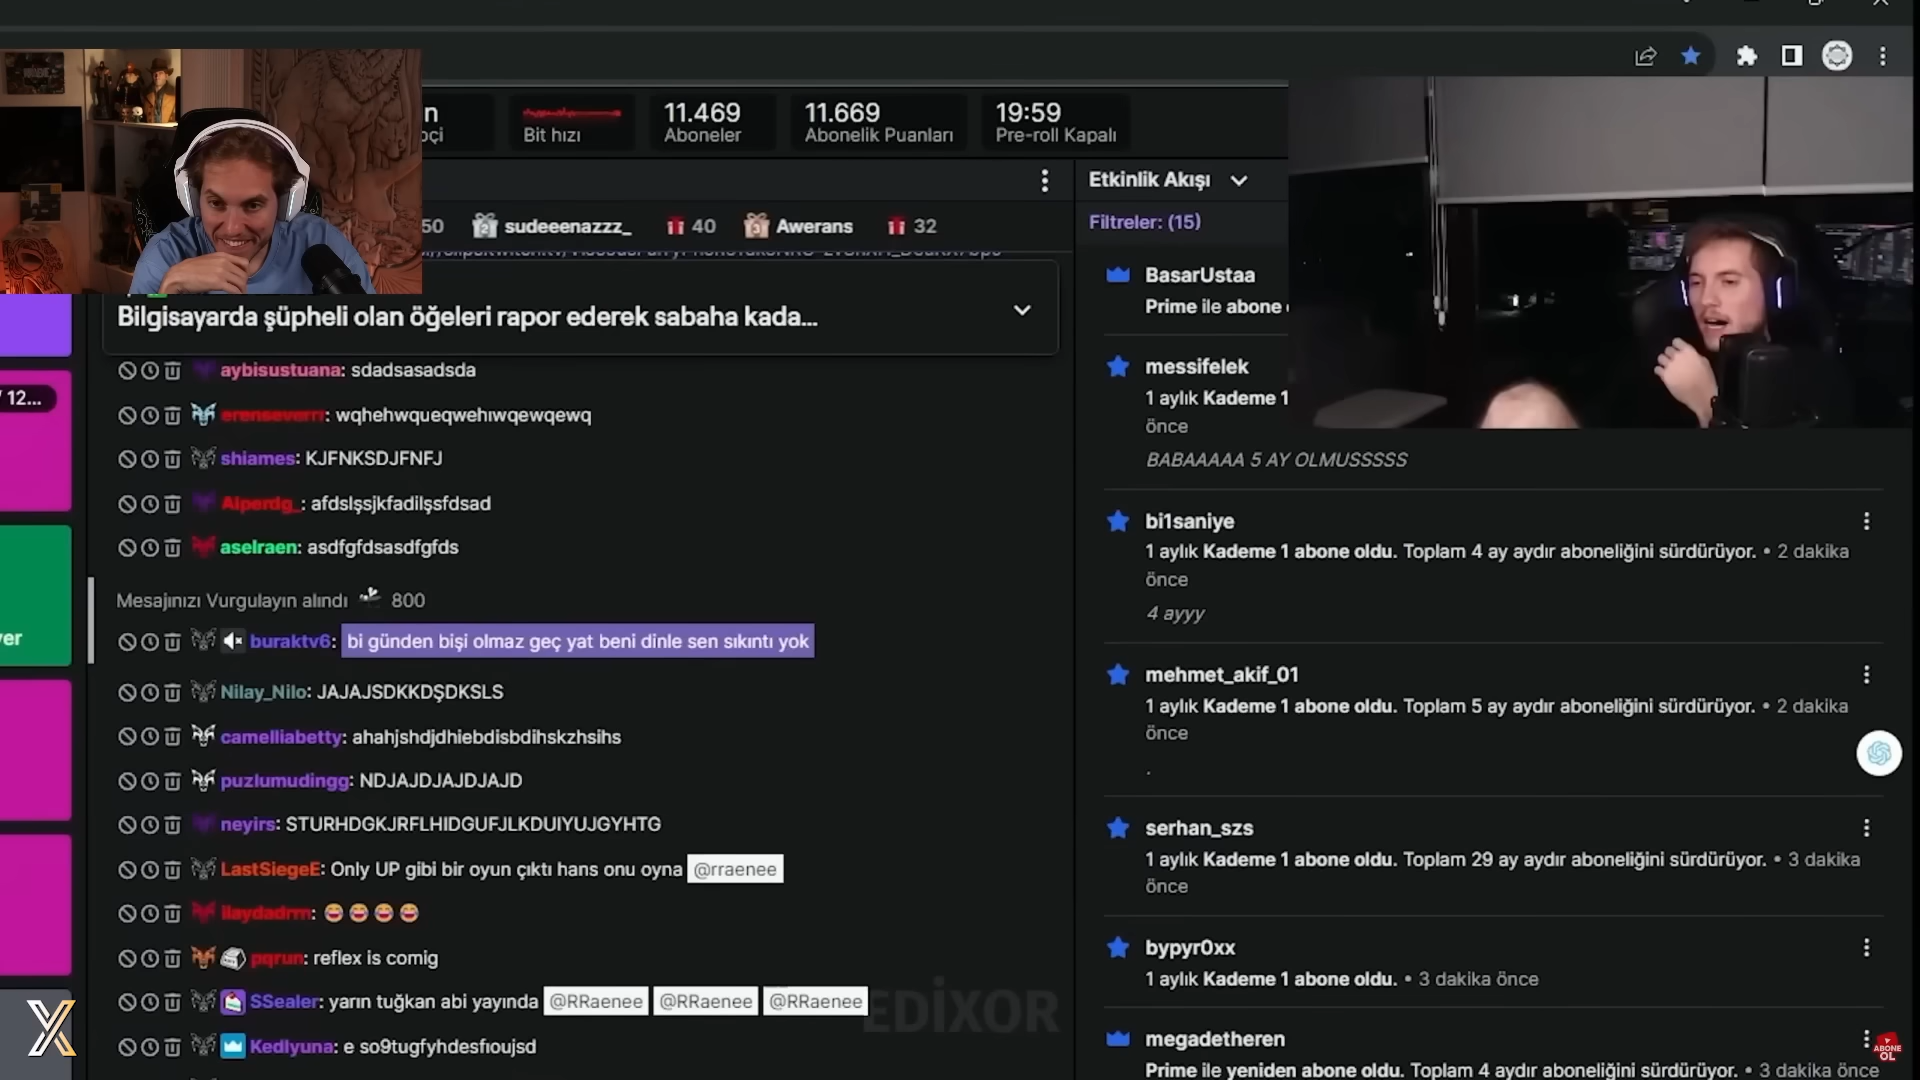 11.469
Aboneler
11.669
Abonelik Puanları
19:59
Pre-roll Kapalı
Bit hızı
50 sudeeenazzz_ 40 Awerans 32
Bilgisayarda şüpheli olan öğeleri rapor ederek sabaha kada...
aybisustuana: sdadsasadsda
erenseverrr: wqhehwqueqwehıwqewqewq
shiames: KJFNKSDJFNFJ
Alperdg_: afdslşsjkfadilşsfdsad
aselraen: asdfgfdsasdfgfds
Mesajınızı Vurgulayın alındı 800
buraktv6: bi günden bişi olmaz geç yat beni dinle sen sıkıntı yok
Nilay_Nilo: JAJAJSDKKDŞDKSLS
camelliabetty: ahahjshdjdhiebdisbdihskzhsihs
puzlumudingg: NDJAJDJAJDJAJD
neyirs: STURHDGKJRFLHIDGUFJLKDUIYUJGYHTG
LastSiegeE: Only UP gibi bir oyun çıktı hans onu oyna @rraenee
ilaydadrm: 😂 😂 😂 😂
pqrun: reflex is comig
SSealer: yarın tuğkan abi yayında @RRaenee @RRaenee @RRaenee
Kedlyuna: e so9tugfyhdesfıoujsd
12...
Etkinlik Akışı
Filtreler: (15)
BasarUstaa
Prime ile abone
messifelek
1 aylık Kademe 1
önce
BABAAAAA 5 AY OLMUSSSSS
bi1saniye
1 aylık Kademe 1 abone oldu. Toplam 4 ay aydır aboneliğini sürdürüyor. • 2 dakika
önce
4 ayyy
mehmet_akif_01
1 aylık Kademe 1 abone oldu. Toplam 5 ay aydır aboneliğini sürdürüyor. • 2 dakika
önce
.
serhan_szs
1 aylık Kademe 1 abone oldu. Toplam 29 ay aydır aboneliğini sürdürüyor. • 3 dakika
önce
bypyr0xx
1 aylık Kademe 1 abone oldu. • 3 dakika önce
megadetheren
Prime ile yeniden abone oldu. Toplam 4 aydır aboneliğini sürdürüyor. • 3 dakika önce
EDİXOR
ABONE
OL